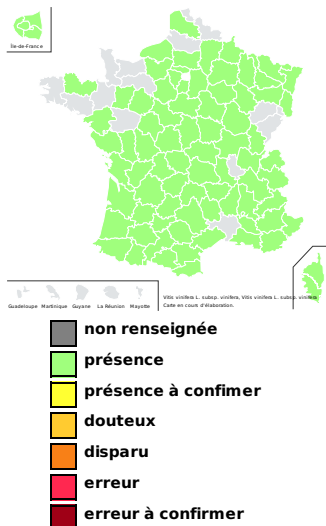 Île-de-France
Guadeloupe Martinique Guyane La Réunion Mayotte
Vitis vinifera L. subsp. vinifera, Vitis vinifera L. subsp. vinifera
Carte en cours d'élaboration.
non renseignée
présence
présence à confimer
douteux
disparu
erreur
erreur à confirmer